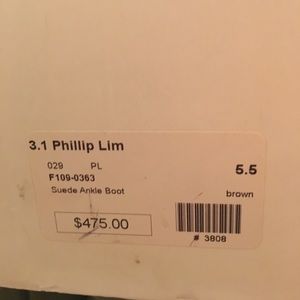 3.1 Phillip Lim
029 PL
F109-0363 5.5
Suede Ankle Boot brown
$475.00
# 3808